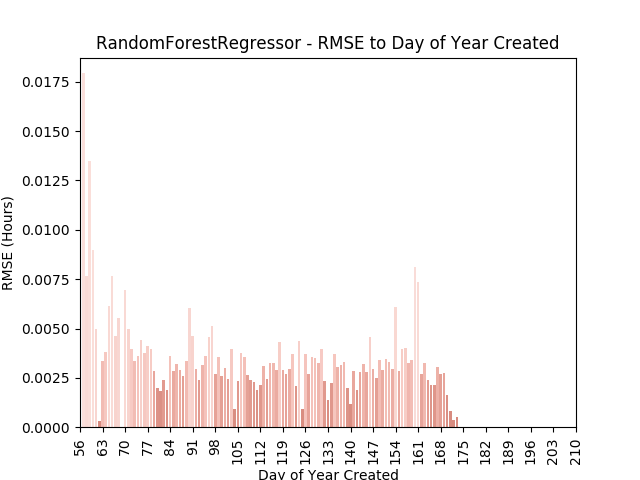 RandomForestRegressor - RMSE to Day of Year Created
RMSE (Hours)
0.0175
0.0150
0.0125
0.0100
0.0075
0.0050
0.0025
0.0000
56 63 70 77 84 91 98 105 112 119 126 133 140 147 154 161 168 175 182 189 196 203 210
Day of Year Created